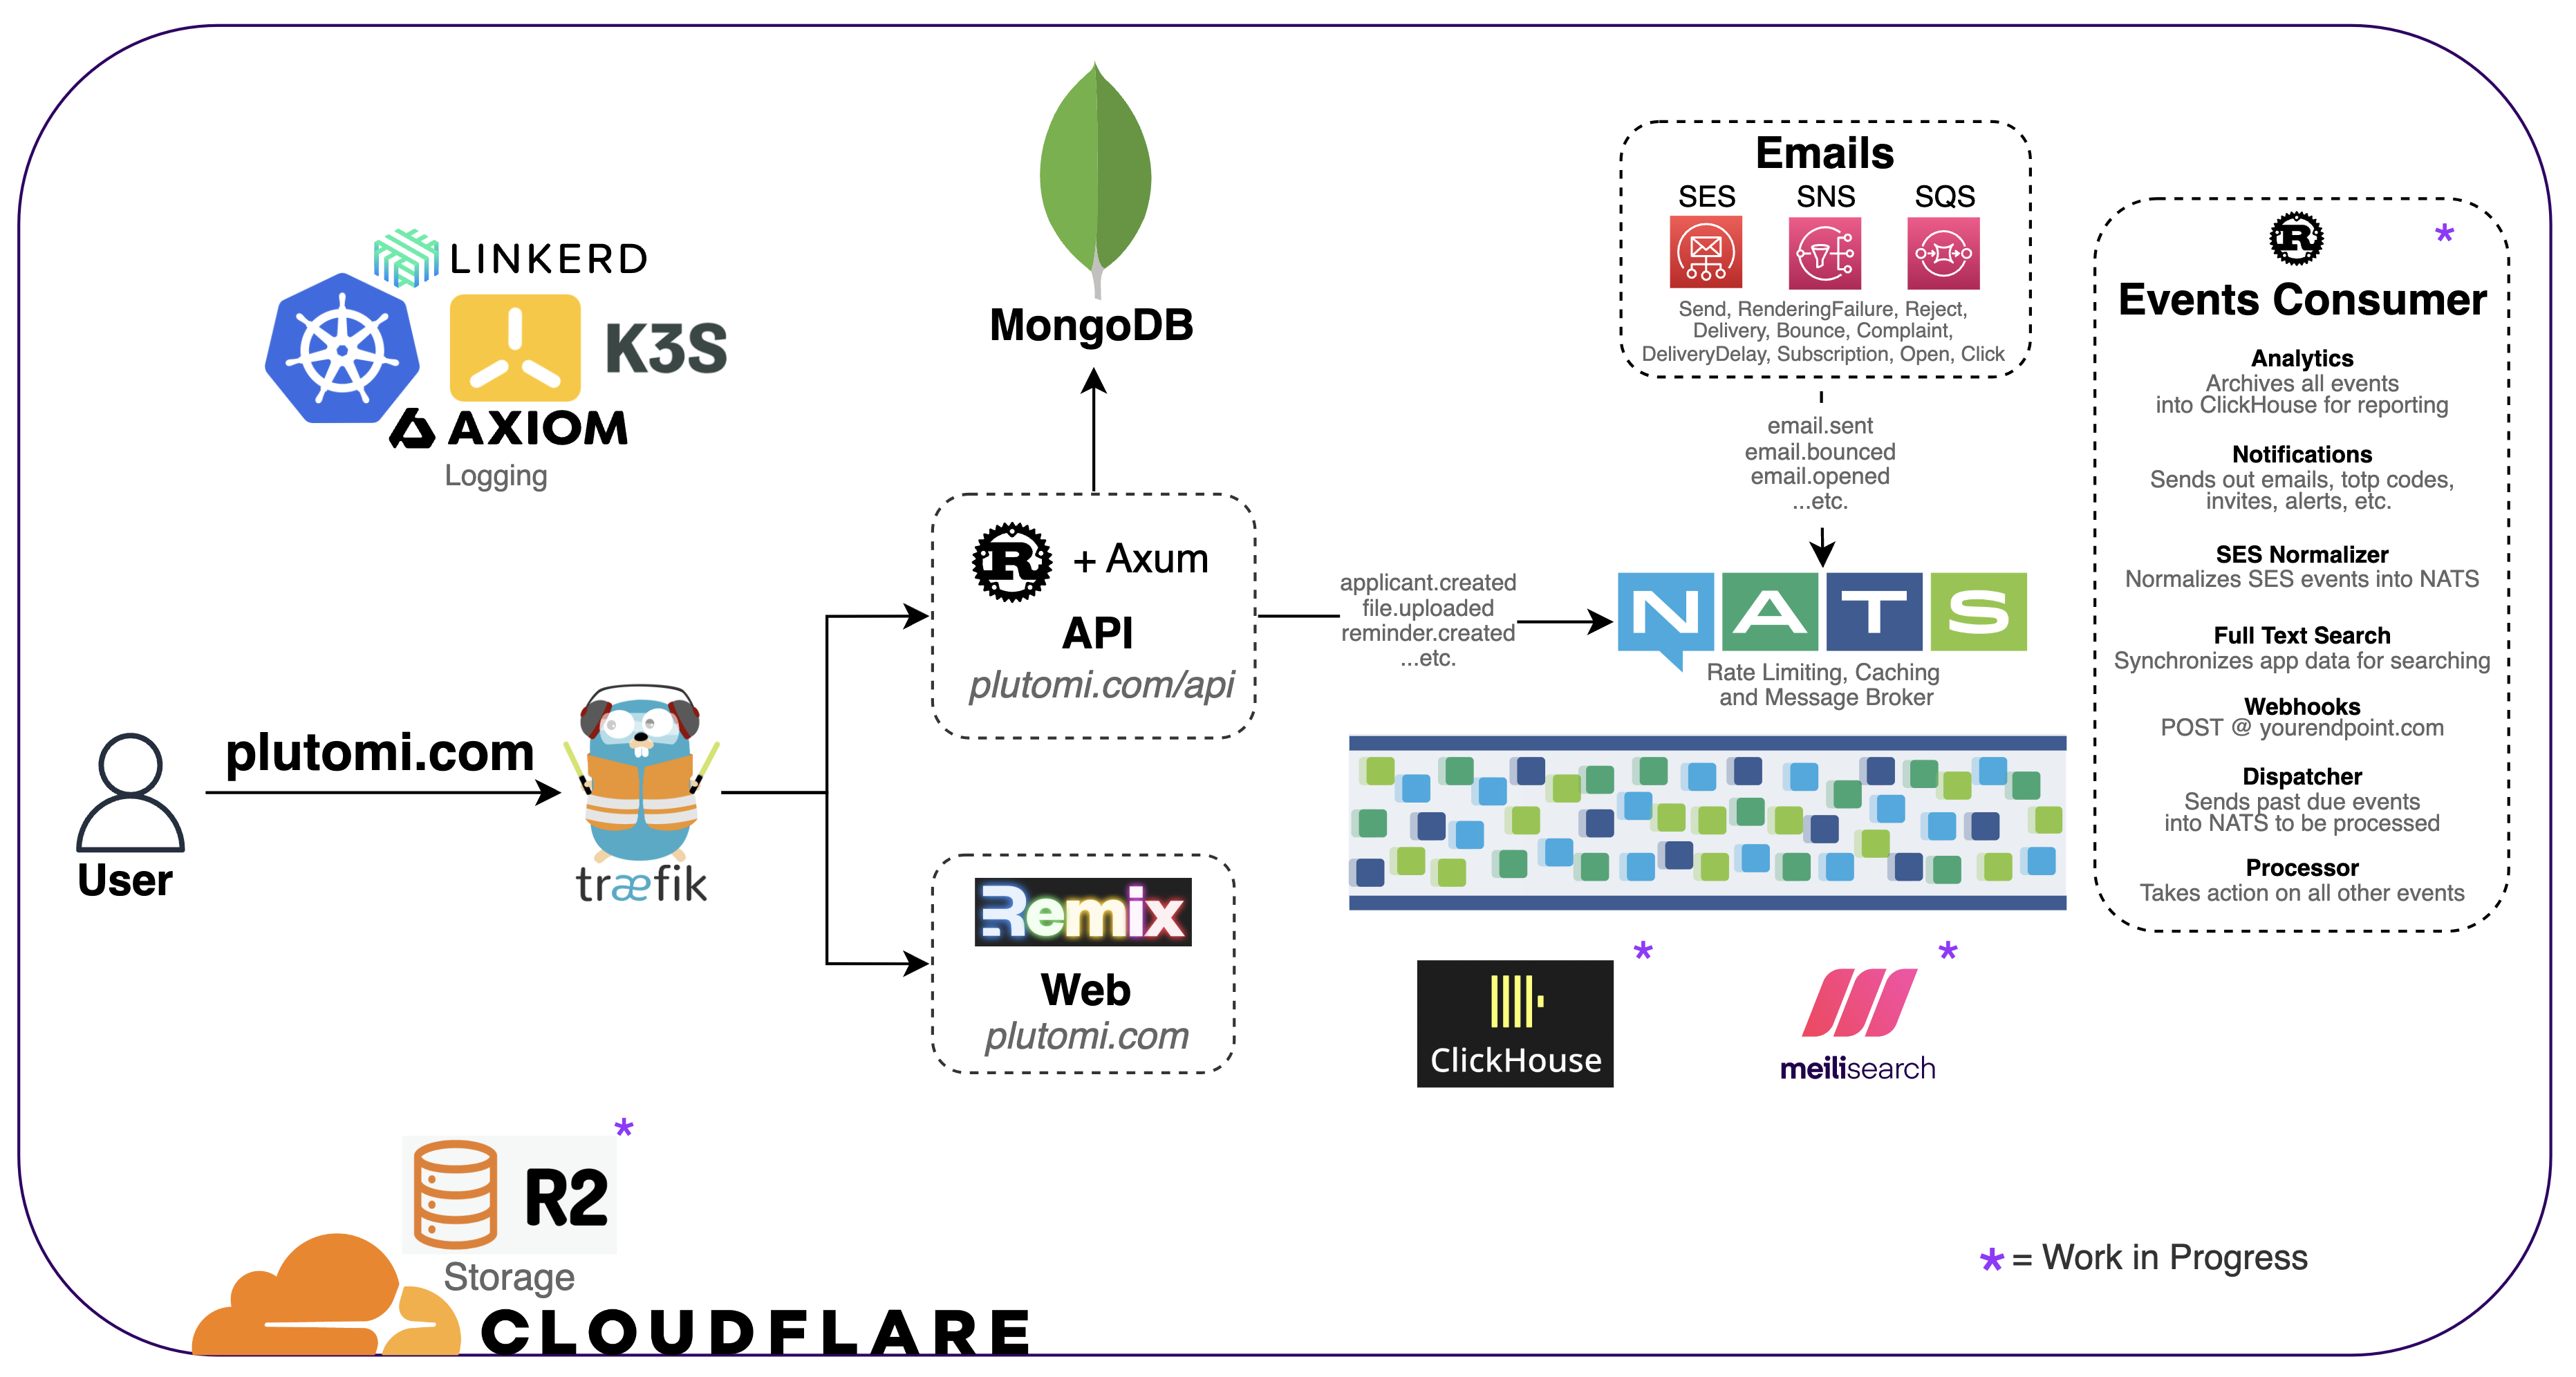 LINKERD
K3S
AXIOM
Logging
MongoDB
Emails
SES SNS SQS
Send, RenderingFailure, Reject,
Delivery, Bounce, Complaint,
DeliveryDelay, Subscription, Open, Click
email.sent
email.bounced
email.opened
...etc.
R
+ Axum
API
plutomi.com/api
applicant.created
file.uploaded
reminder.created
...etc.
NATS
Rate Limiting, Caching
and Message Broker
R
*
Events Consumer
Analytics
Archives all events
into ClickHouse for reporting
Notifications
Sends out emails, totp codes,
invites, alerts, etc.
SES Normalizer
Normalizes SES events into NATS
Full Text Search
Synchronizes app data for searching
Webhooks
POST @ yourendpoint.com
Dispatcher
Sends past due events
into NATS to be processed
Processor
Takes action on all other events
User
plutomi.com
træfik
Remix
Web
plutomi.com
*
ClickHouse
*
meilisearch
*
R2
Storage
CLOUDFLARE
* = Work in Progress